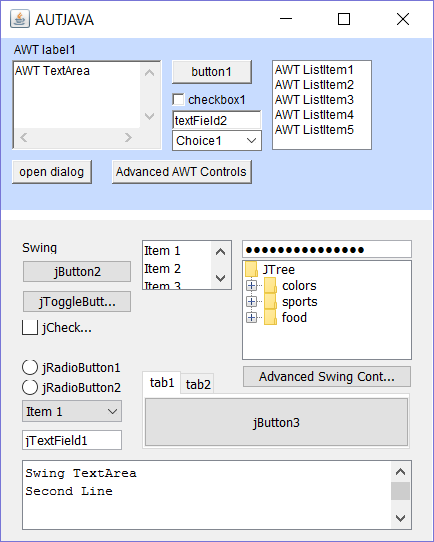 AUTJAVA
AWT label1
AWT TextArea
button1
checkbox1
textField2
Choice1
AWT ListItem1
AWT ListItem2
AWT ListItem3
AWT ListItem4
AWT ListItem5
open dialog
Advanced AWT Controls
Swing
jButton2
jToggleButt...
jCheck...
Item 1
Item 2
Item 3
●●●●●●●●●●●●●●●
JTree
colors
sports
food
jRadioButton1
jRadioButton2
Item 1
jTextField1
tab1
tab2
jButton3
Advanced Swing Cont...
Swing TextArea
Second Line